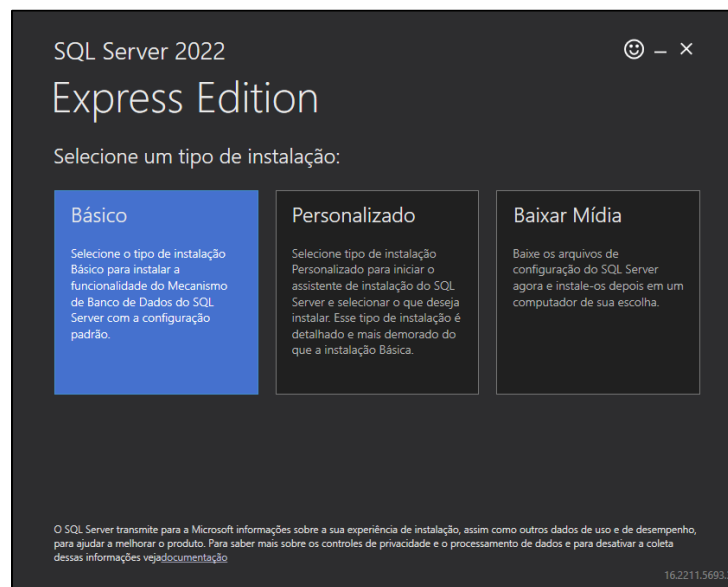 SQL Server 2022
Express Edition
Selecione um tipo de instalação:
Básico
Selecione o tipo de instalação
Básico para instalar a
funcionalidade do Mecanismo
de Banco de Dados do SQL
Server com a configuração
padrão.
Personalizado
Selecione tipo de instalação
Personalizado para iniciar o
assistente de instalação do SQL
Server e selecionar o que deseja
instalar. Esse tipo de instalação é
detalhado e mais demorado do
que a instalação Básica.
Baixar Mídia
Baixe os arquivos de
configuração do SQL Server
agora e instale-os depois em um
computador de sua escolha.
O SQL Server transmite para a Microsoft informações sobre a sua experiência de instalação, assim como outros dados de uso e de desempenho,
para ajudar a melhorar o produto. Para saber mais sobre os controles de privacidade e o processamento de dados e para desativar a coleta
dessas informações vejadocumentação
16.2211.5693.